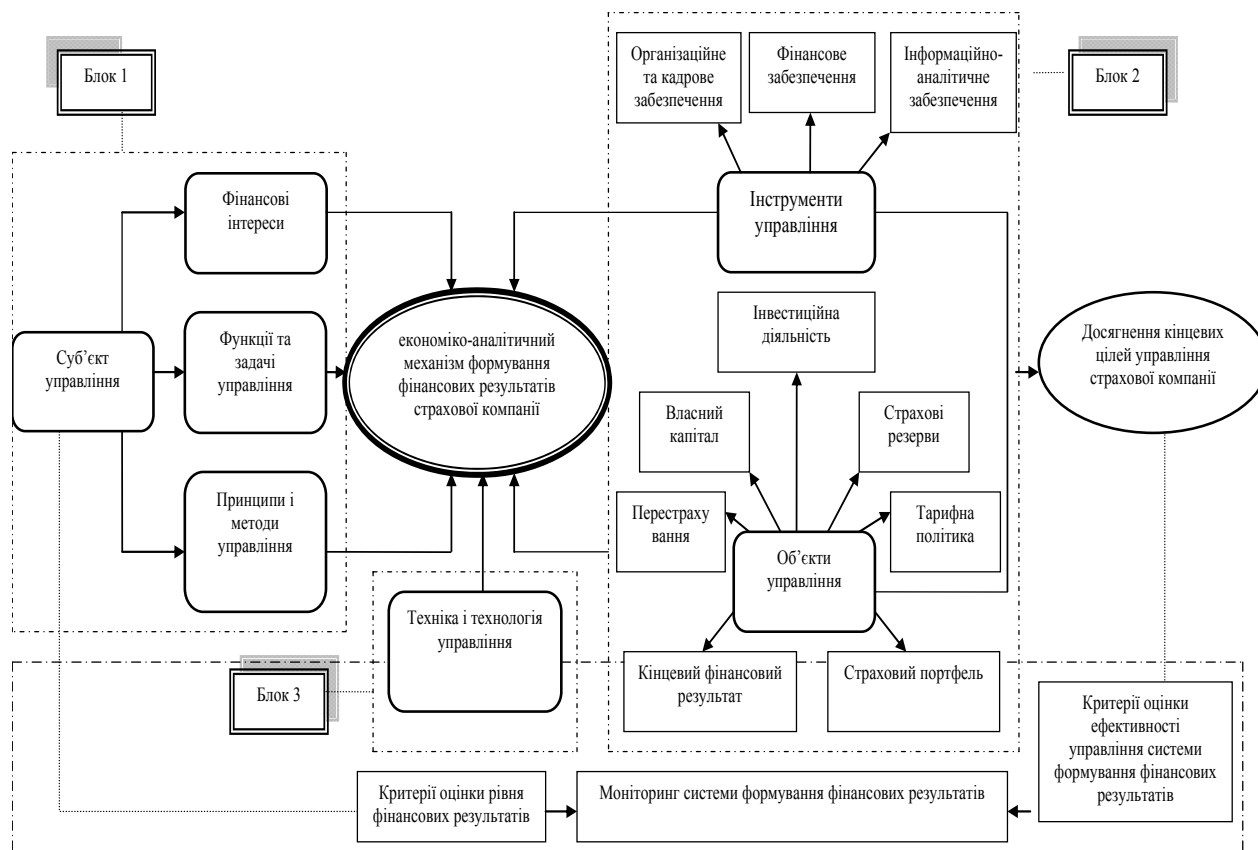 Блок 1
Організаційне
та кадрове
забезпечення
Фінансове
забезпечення
Інформаційно-
аналітичне
забезпечення
Блок 2
Фінансові
інтереси
Інструменти
управління
Суб’єкт
управління
Функції та
задачі
управління
економіко-аналітичний
механізм формування
фінансових результатів
страхової компанії
Інвестиційна
діяльність
Досягнення кінцевих
цілей управління
страхової компанії
Власний
капітал
Страхові
резерви
Принципи і
методи
управління
Перестраху
вання
Тарифна
політика
Об’єкти
управління
Техніка і технологія
управління
Блок 3
Кінцевий фінансовий
результат
Страховий портфель
Критерії оцінки
ефективності
управління системи
формування фінансових
результатів
Критерії оцінки рівня
фінансових результатів
Моніторинг системи формування фінансових результатів